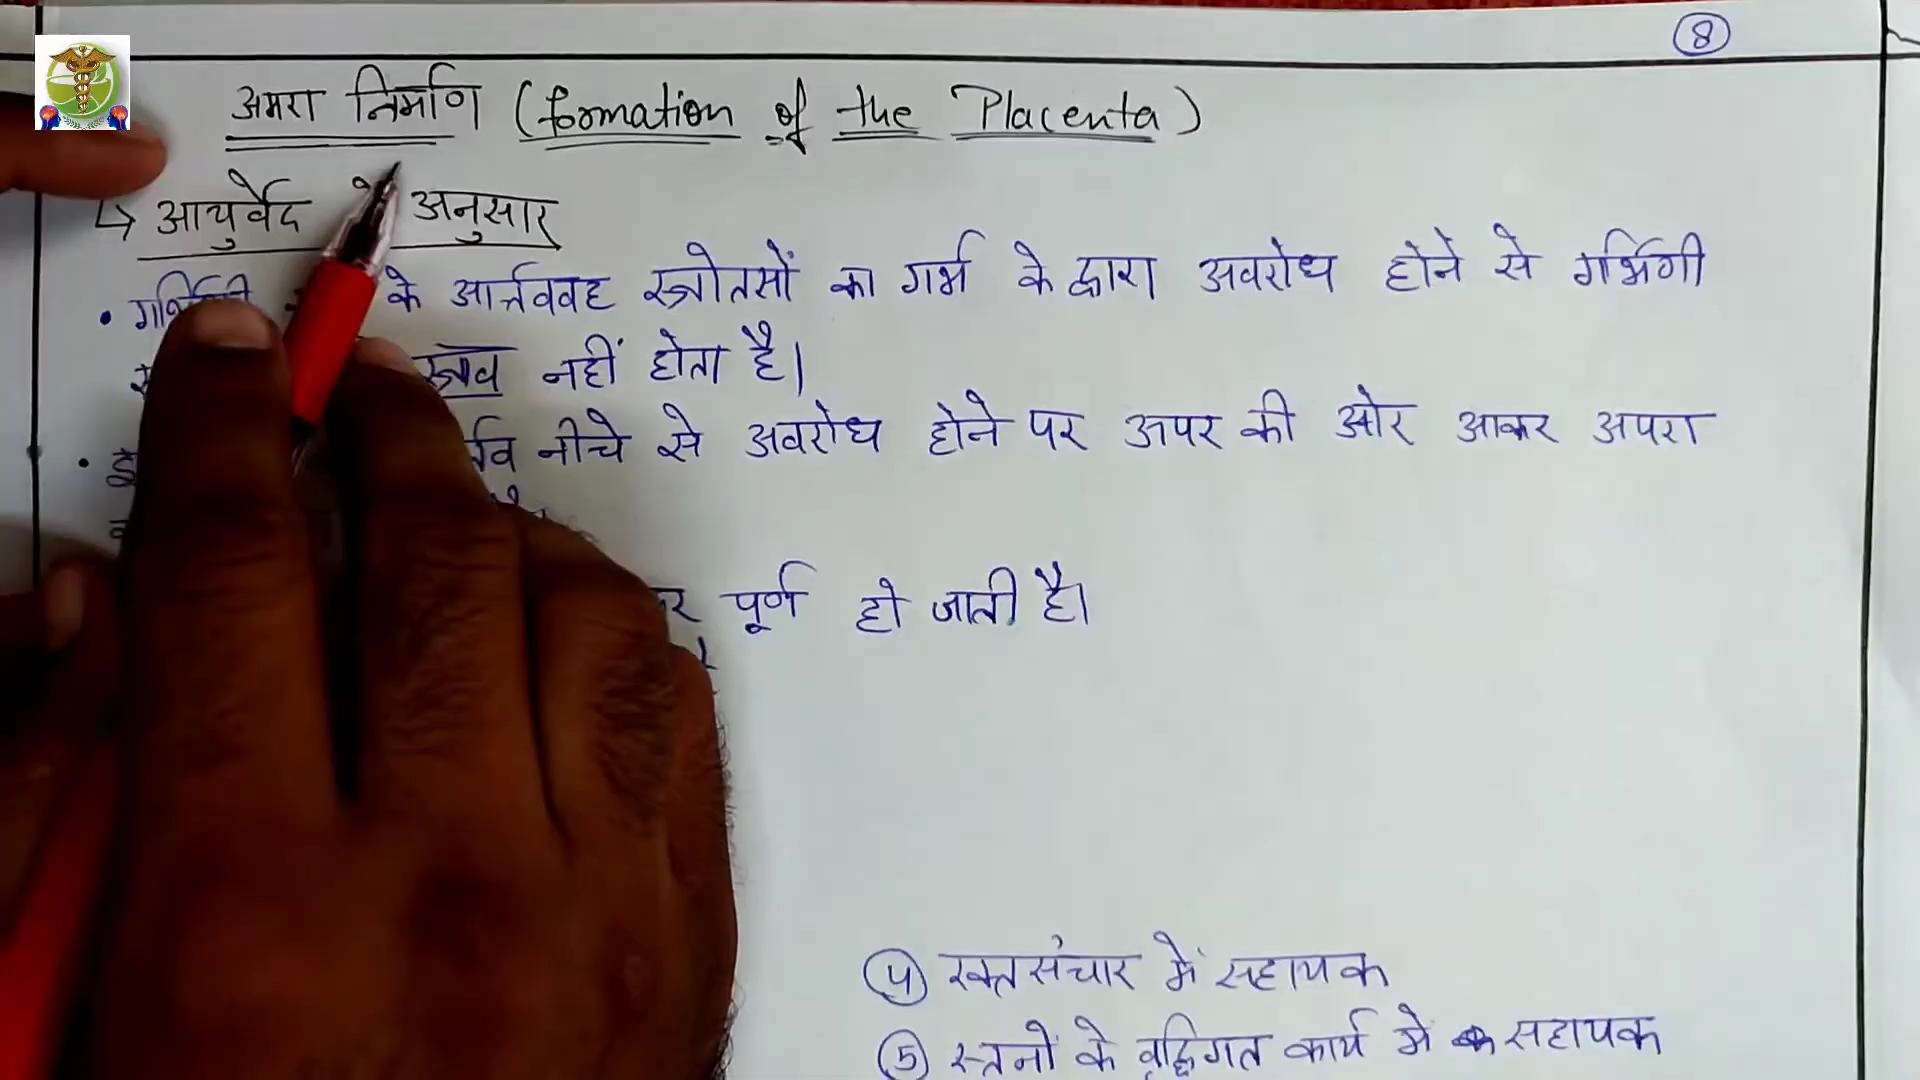 8
अमरा निर्माण (formation of the Placenta)
↳ आयुर्वेद अनुसार
• के आर्त्तववह स्त्रोतसों का गर्भ के द्वारा अवरोध होने से गर्भिणी
स्त्राव नहीं होता है।
• नीचे से अवरोध होने पर अपर की ओर आकर अपरा
पूर्ण हो जाती है।
④ रक्तसंचार में सहायक
⑤ स्तनों के वृद्धिगत कार्य मे सहायक